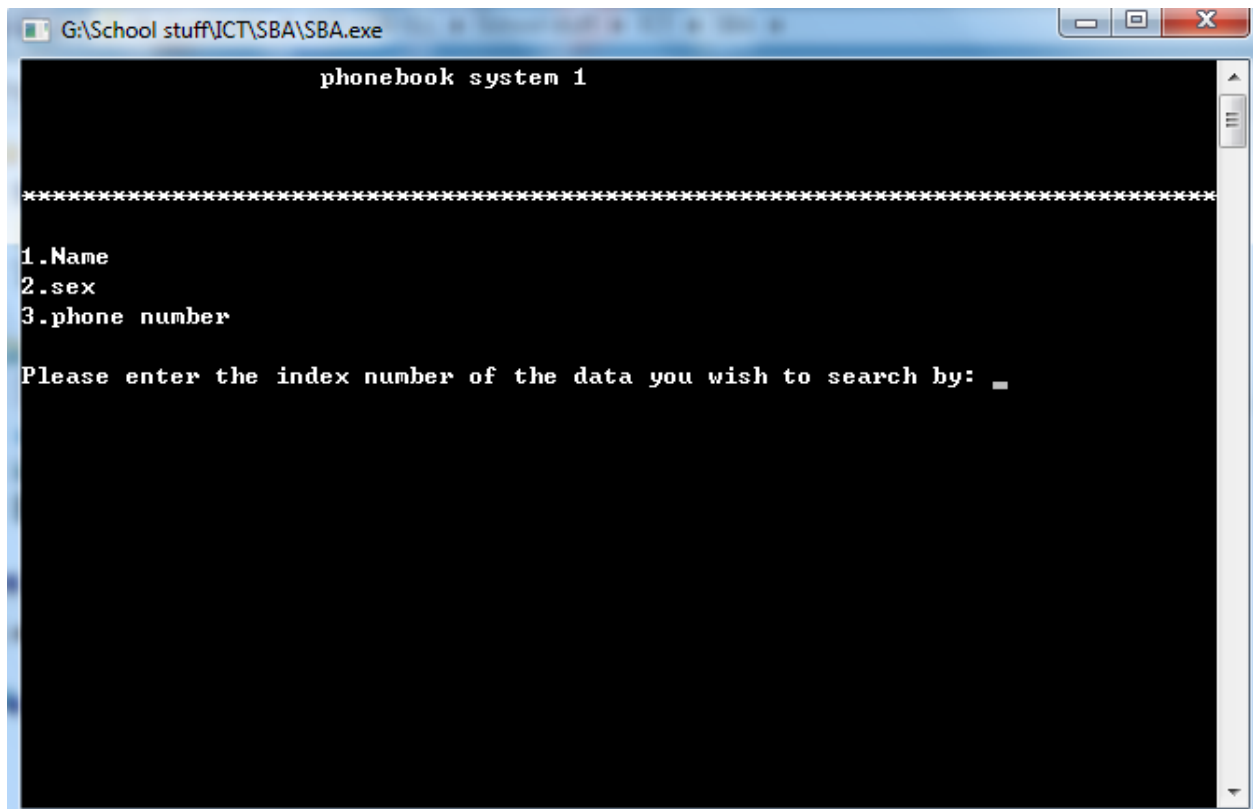 G:\School stuff\ICT\SBA\SBA.exe
phonebook system 1
********************************************************************************
1.Name
2.sex
3.phone number
Please enter the index number of the data you wish to search by: _